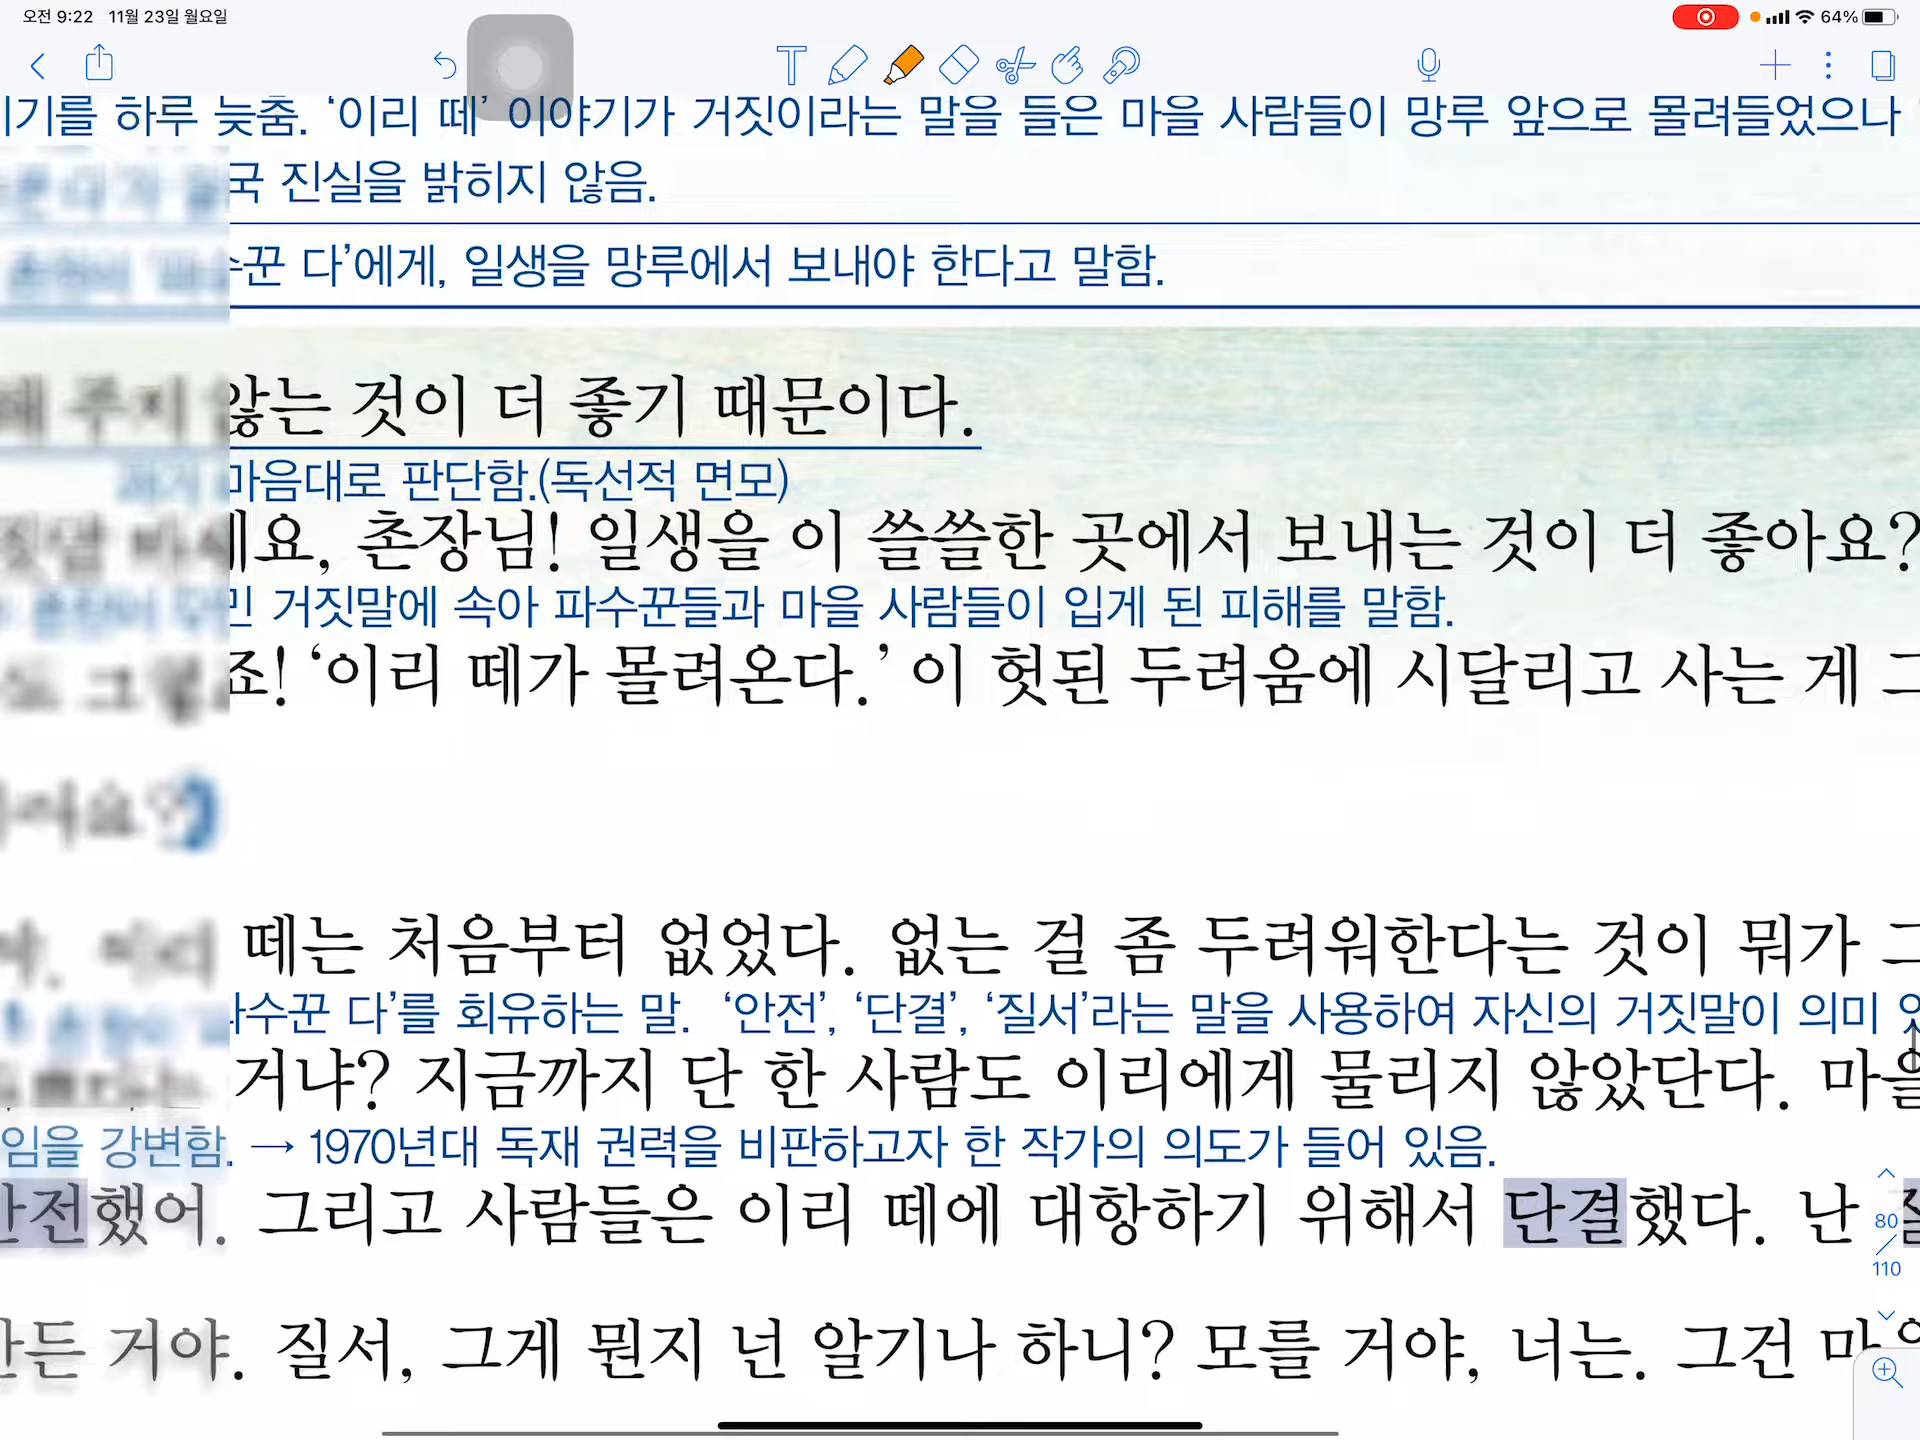 오전 9:22 11월 23일 월요일
64%
기를 하루 늦춤. ‘이리 떼’ 이야기가 거짓이라는 말을 들은 마을 사람들이 망루 앞으로 몰려들었으나
진실을 밝히지 않음.
다’에게, 일생을 망루에서 보내야 한다고 말함.
않는 것이 더 좋기 때문이다.
마음대로 판단함.(독선적 면모)
촌장님! 일생을 이 쓸쓸한 곳에서 보내는 것이 더 좋아요?
거짓말에 속아 파수꾼들과 마을 사람들이 입게 된 피해를 말함.
‘이리 떼가 몰려온다.’ 이 헛된 두려움에 시달리고 사는 게
떼는 처음부터 없었다. 없는 걸 좀 두려워한다는 것이 뭐가
다’를 회유하는 말. ‘안전’, ‘단결’, ‘질서’라는 말을 사용하여 자신의 거짓말이 의미
거냐? 지금까지 단 한 사람도 이리에게 물리지 않았단다. 마을
임을 강변함. → 1970년대 독재 권력을 비판하고자 한 작가의 의도가 들어 있음.
안전했어. 그리고 사람들은 이리 떼에 대항하기 위해서 단결했다. 난
80
110
만든 거야. 질서, 그게 뭔지 넌 알기나 하니? 모를 거야, 너는. 그건